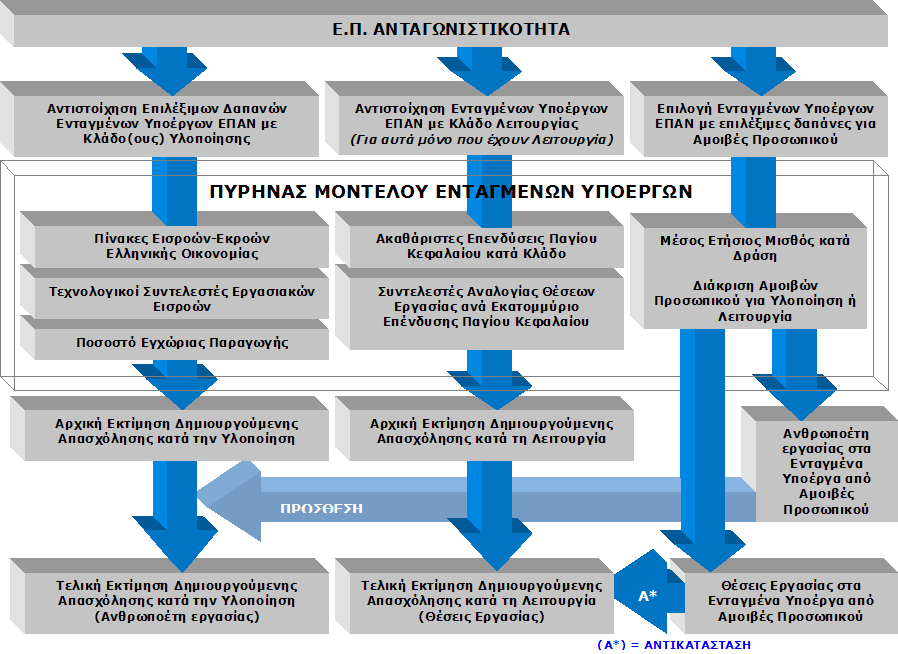 Ε.Π. ΑΝΤΑΓΩΝΙΣΤΙΚΟΤΗΤΑ
Αντιστοίχηση Επιλέξιμων Δαπανών
Ενταγμένων Υποέργων ΕΠΑΝ με
Κλάδο(ους) Υλοποίησης
Αντιστοίχηση Ενταγμένων Υποέργων
ΕΠΑΝ με Κλάδο Λειτουργίας
(Για αυτά μόνο που έχουν Λειτουργία)
Επιλογή Ενταγμένων Υποέργων
ΕΠΑΝ με επιλέξιμες δαπάνες για
Αμοιβές Προσωπικού
ΠΥΡΗΝΑΣ ΜΟΝΤΕΛΟΥ ΕΝΤΑΓΜΕΝΩΝ ΥΠΟΕΡΓΩΝ
Πίνακες Εισροών-Εκροών
Ελληνικής Οικονομίας
Τεχνολογικοί Συντελεστές Εργασιακών
Εισροών
Ποσοστό Εγχώριας Παραγωγής
Ακαθάριστες Επενδύσεις Παγίου
Κεφαλαίου κατά Κλάδο
Συντελεστές Αναλογίας Θέσεων
Εργασίας ανά Εκατομμύριο
Επένδυσης Παγίου Κεφαλαίου
Μέσος Ετήσιος Μισθός κατά
Δράση
Διάκριση Αμοιβών
Προσωπικού για Υλοποίηση ή
Λειτουργία
Αρχική Εκτίμηση Δημιουργούμενης
Απασχόλησης κατά την Υλοποίηση
Αρχική Εκτίμηση Δημιουργούμενης
Απασχόλησης κατά τη Λειτουργία
Ανθρωποέτη
εργασίας στα
Ενταγμένα
Υποέργα από
Αμοιβές
Προσωπικού
ΠΡΟΣΘΕΣΗ
Τελική Εκτίμηση Δημιουργούμενης
Απασχόλησης κατά την Υλοποίηση
(Ανθρωποέτη εργασίας)
Τελική Εκτίμηση Δημιουργούμενης
Απασχόλησης κατά τη Λειτουργία
(Θέσεις Εργασίας)
Α*
Θέσεις Εργασίας στα
Ενταγμένα Υποέργα από
Αμοιβές Προσωπικού
(Α*) = ΑΝΤΙΚΑΤΑΣΤΑΣΗ